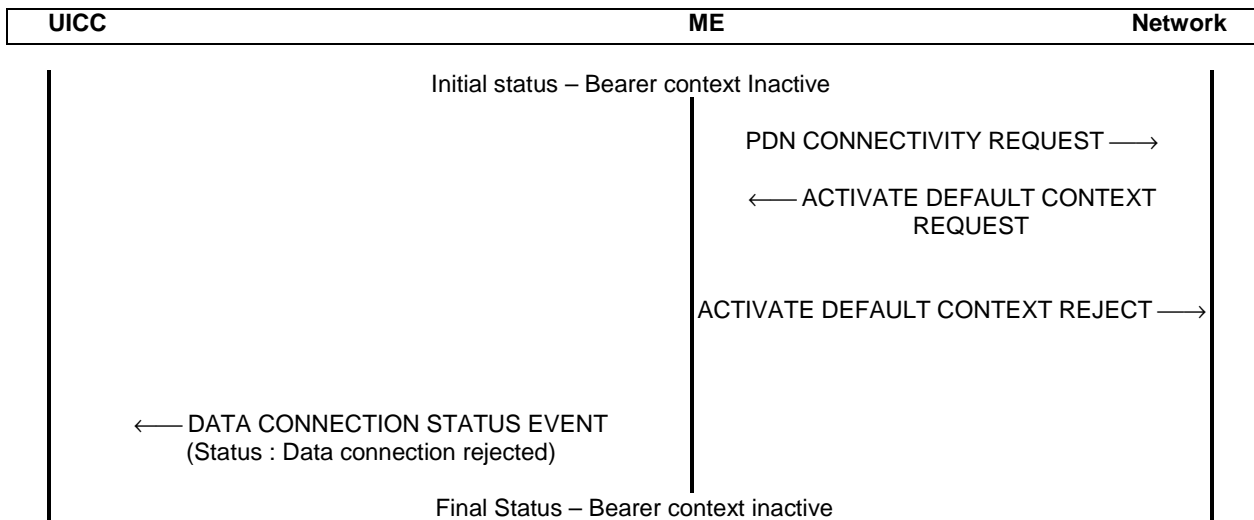 UICC ME Network
Initial status – Bearer context Inactive
PDN CONNECTIVITY REQUEST ⟶
⟵ ACTIVATE DEFAULT CONTEXT
REQUEST
ACTIVATE DEFAULT CONTEXT REJECT ⟶
⟵ DATA CONNECTION STATUS EVENT
(Status : Data connection rejected)
Final Status – Bearer context inactive